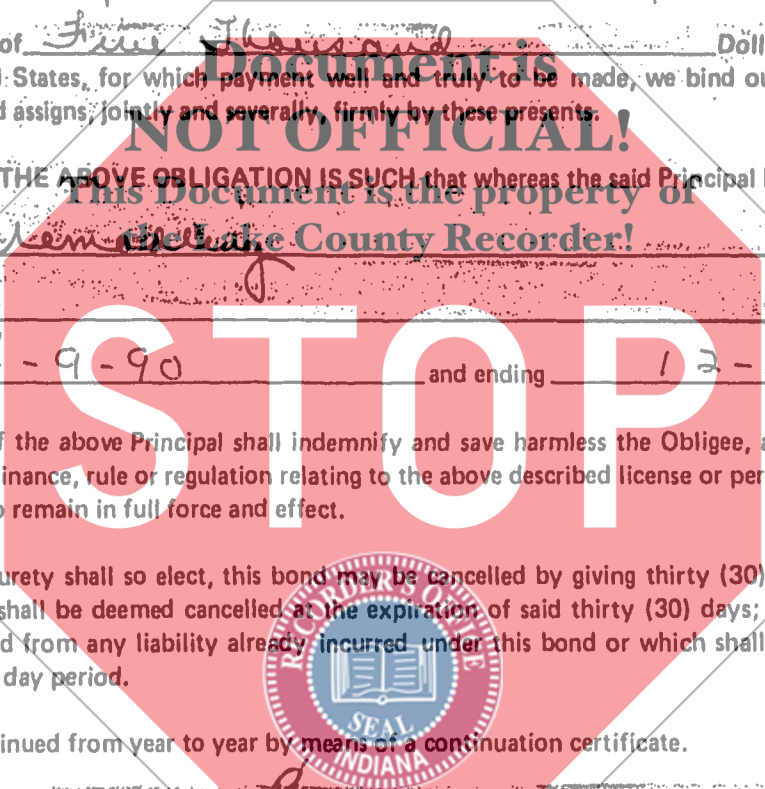 of Five Thousand Doll
States, for which payment well and truly to be made, we bind ou
d assigns, jointly and severally, firmly by these presents.
THE ABOVE OBLIGATION IS SUCH that whereas the said Principal
- 9 - 90 and ending 12 -
f the above Principal shall indemnify and save harmless the Obligee, a
inance, rule or regulation relating to the above described license or per
o remain in full force and effect.
urety shall so elect, this bond may be cancelled by giving thirty (30)
shall be deemed cancelled at the expiration of said thirty (30) days;
d from any liability already incurred under this bond or which shall
day period.
inued from year to year by means of a continuation certificate.
Document is
NOT OFFICIAL!
This Document is the property of
the Lake County Recorder!
STOP
RECORDER'S OFFICE
SEAL
INDIANA